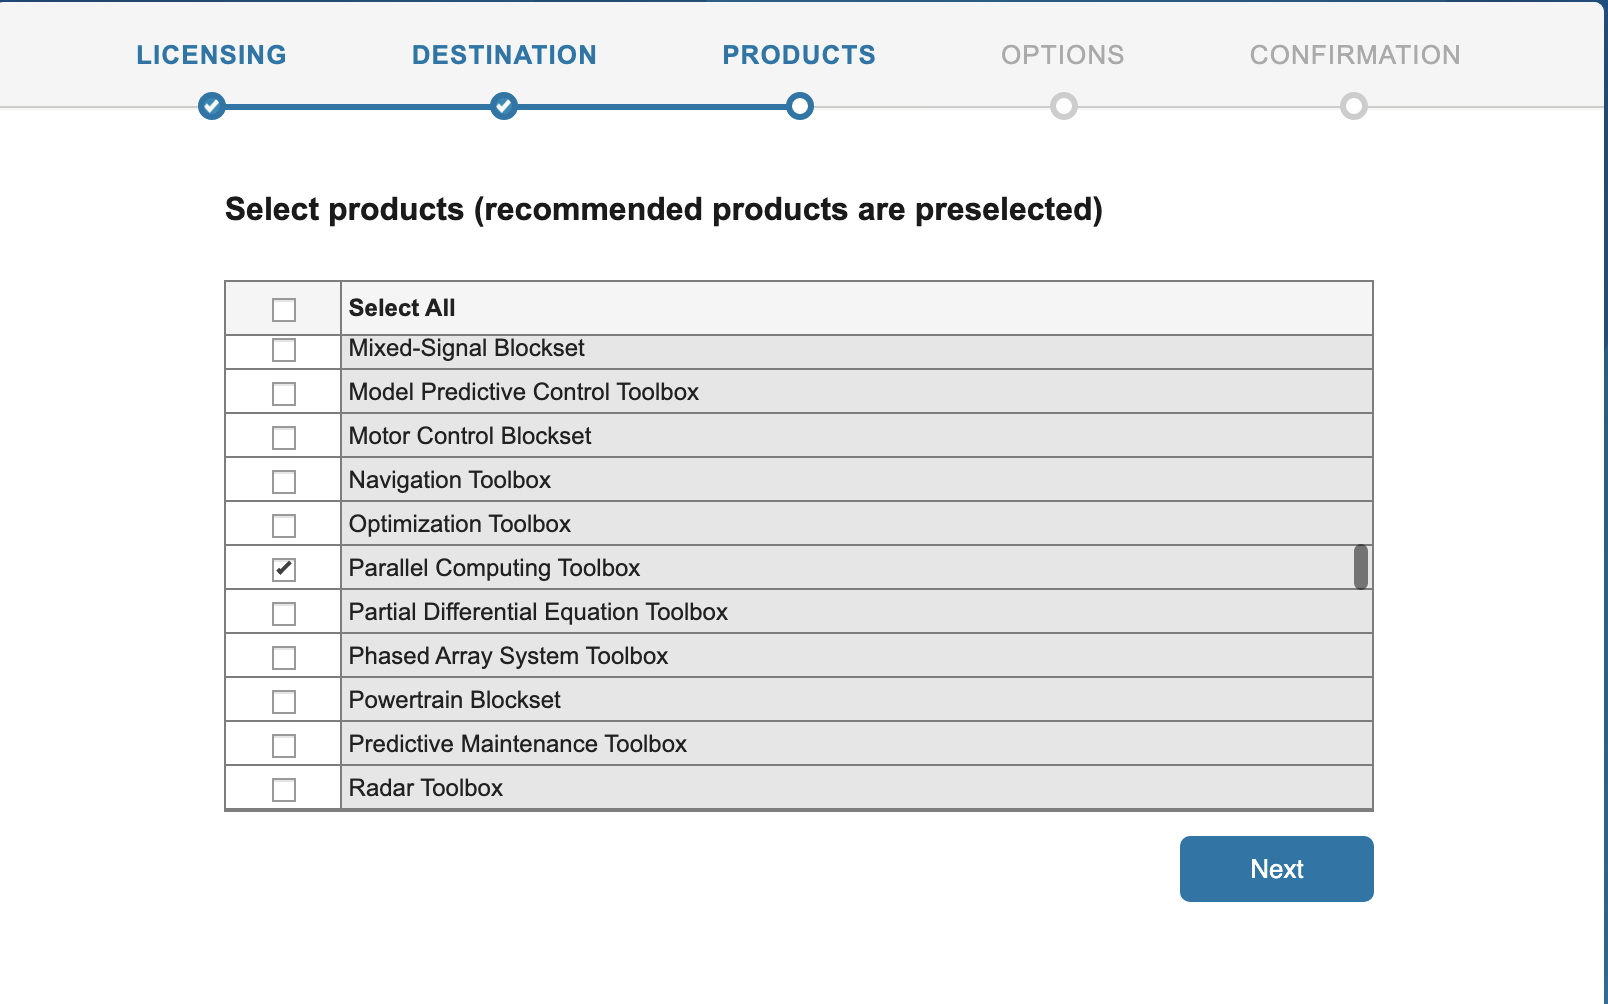 LICENSING DESTINATION PRODUCTS OPTIONS CONFIRMATION
Select products (recommended products are preselected)
Select All
Mixed-Signal Blockset
Model Predictive Control Toolbox
Motor Control Blockset
Navigation Toolbox
Optimization Toolbox
Parallel Computing Toolbox
Partial Differential Equation Toolbox
Phased Array System Toolbox
Powertrain Blockset
Predictive Maintenance Toolbox
Radar Toolbox
Next